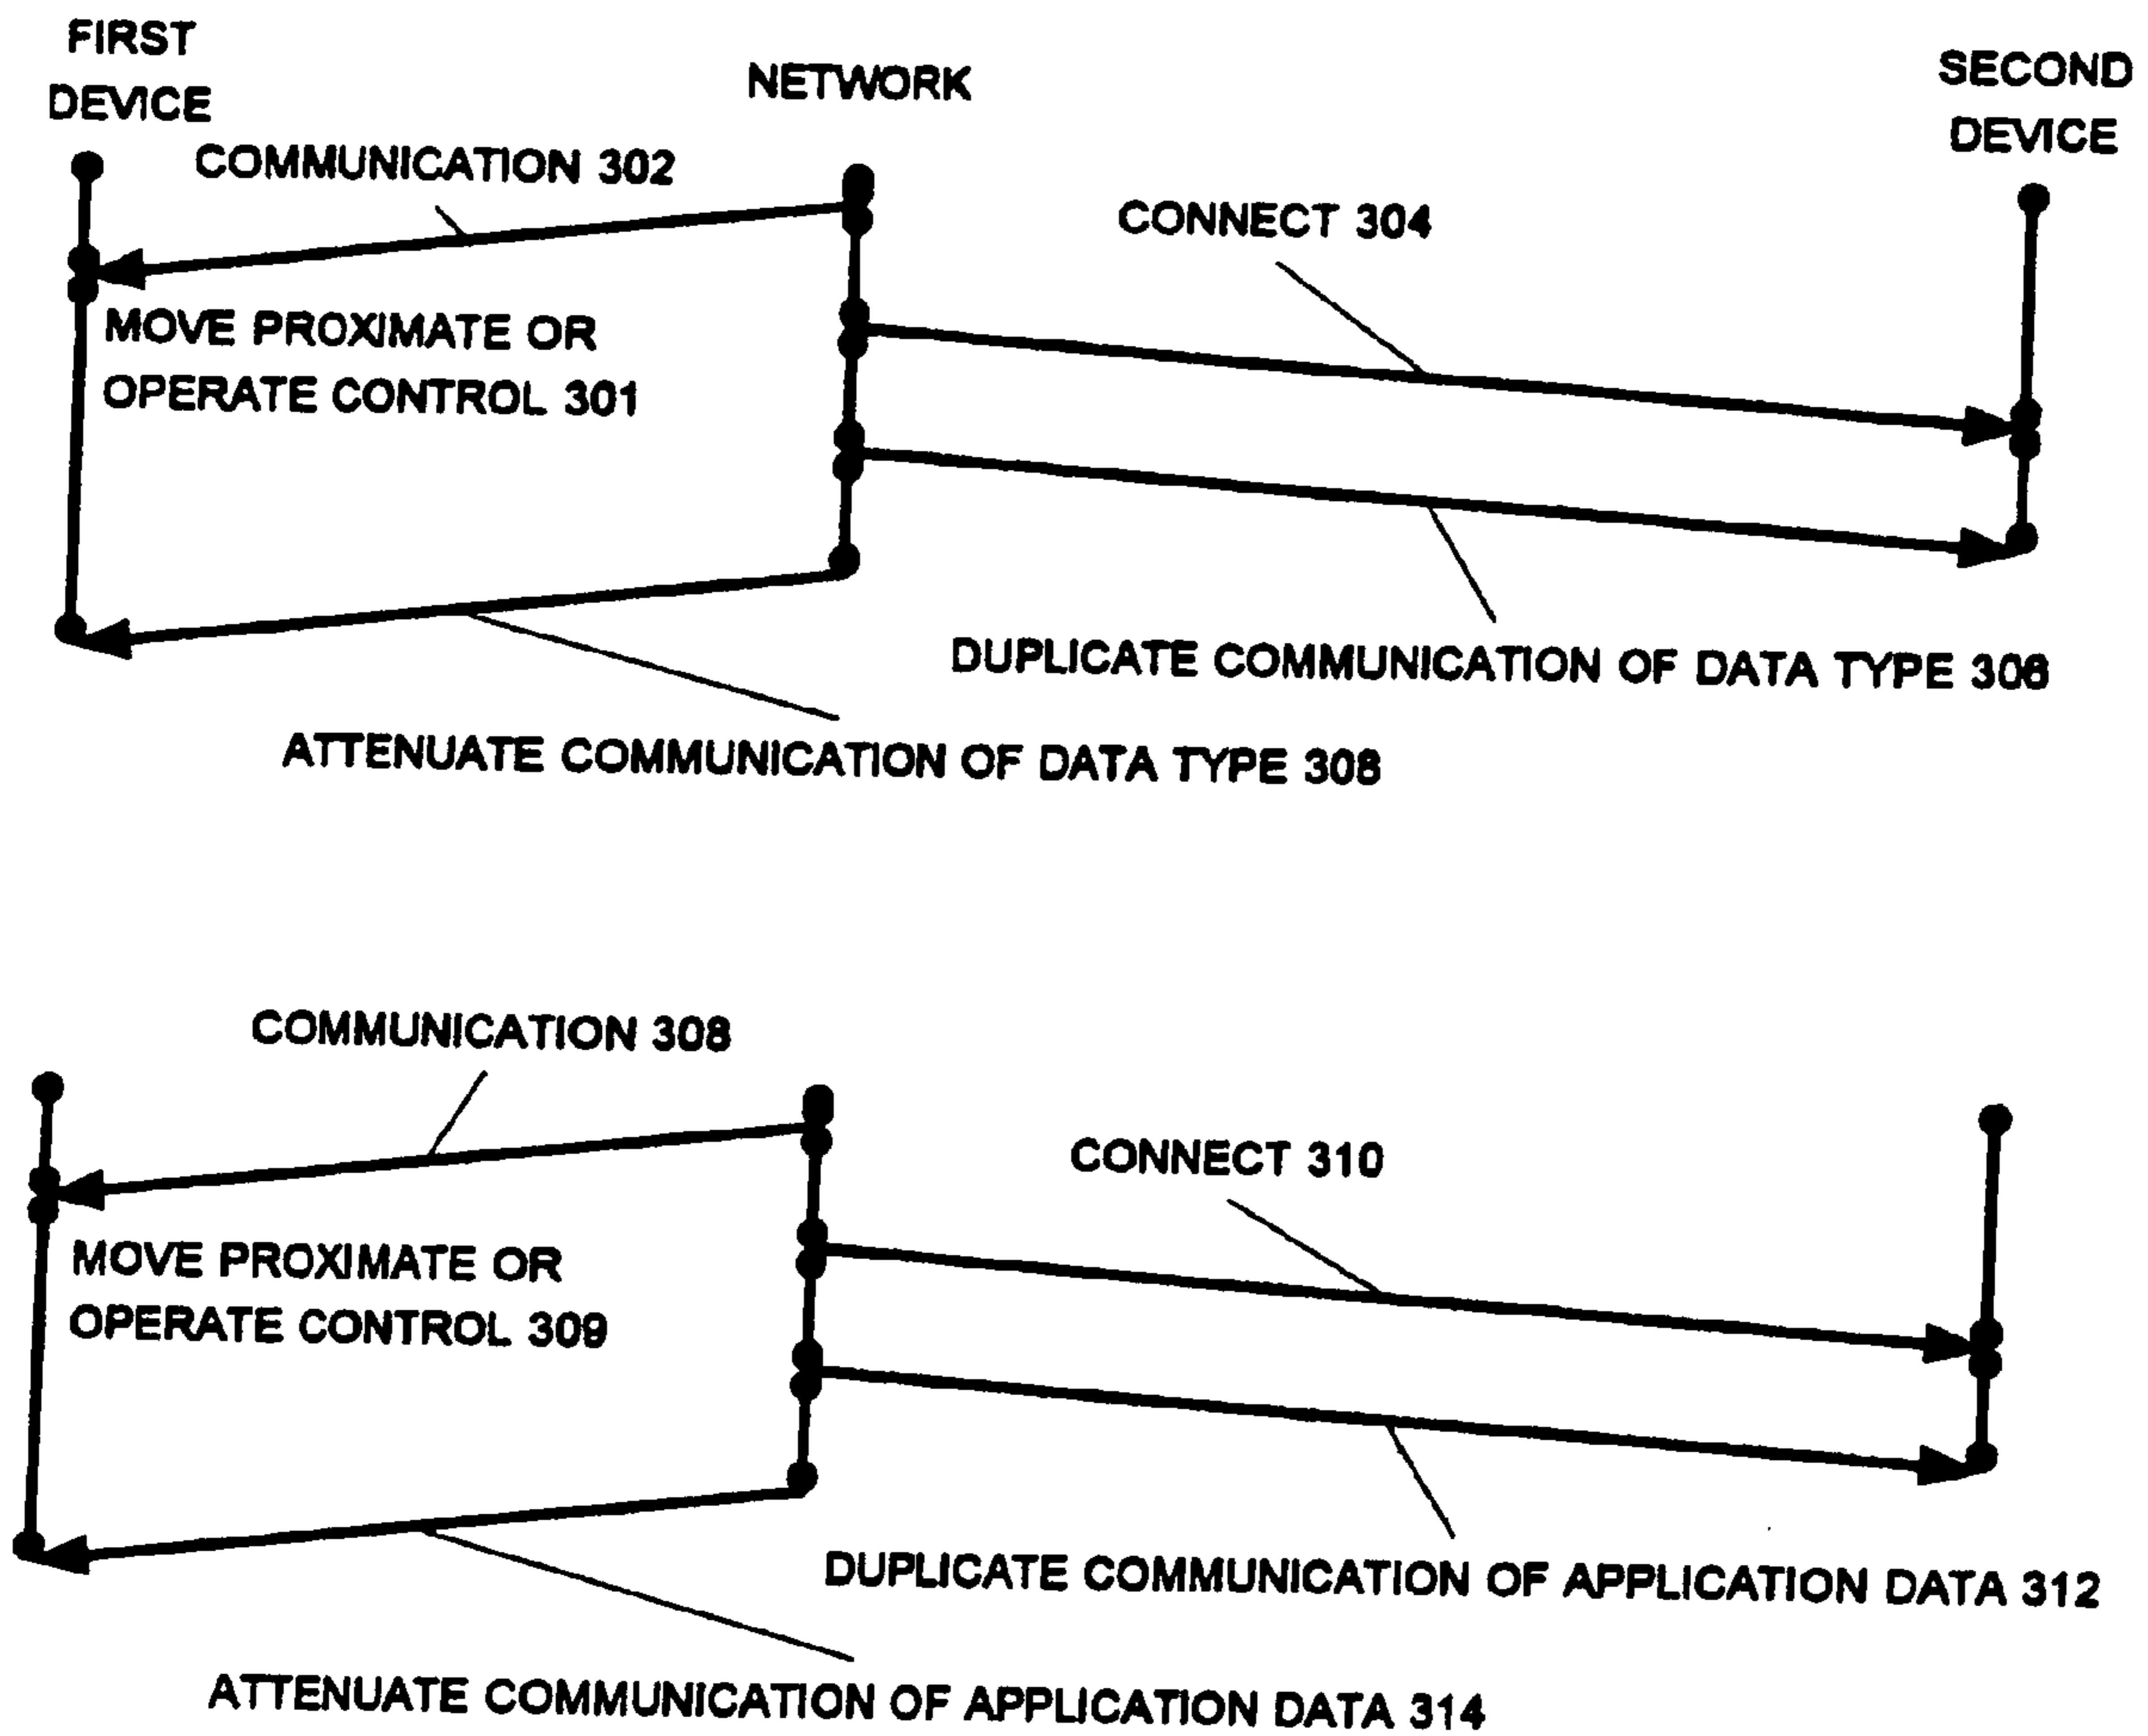 FIRST
DEVICE
NETWORK
SECOND
DEVICE
COMMUNICATION 302
CONNECT 304
MOVE PROXIMATE OR
OPERATE CONTROL 301
DUPLICATE COMMUNICATION OF DATA TYPE 306
ATTENUATE COMMUNICATION OF DATA TYPE 308
COMMUNICATION 308
CONNECT 310
MOVE PROXIMATE OR
OPERATE CONTROL 309
DUPLICATE COMMUNICATION OF APPLICATION DATA 312
ATTENUATE COMMUNICATION OF APPLICATION DATA 314